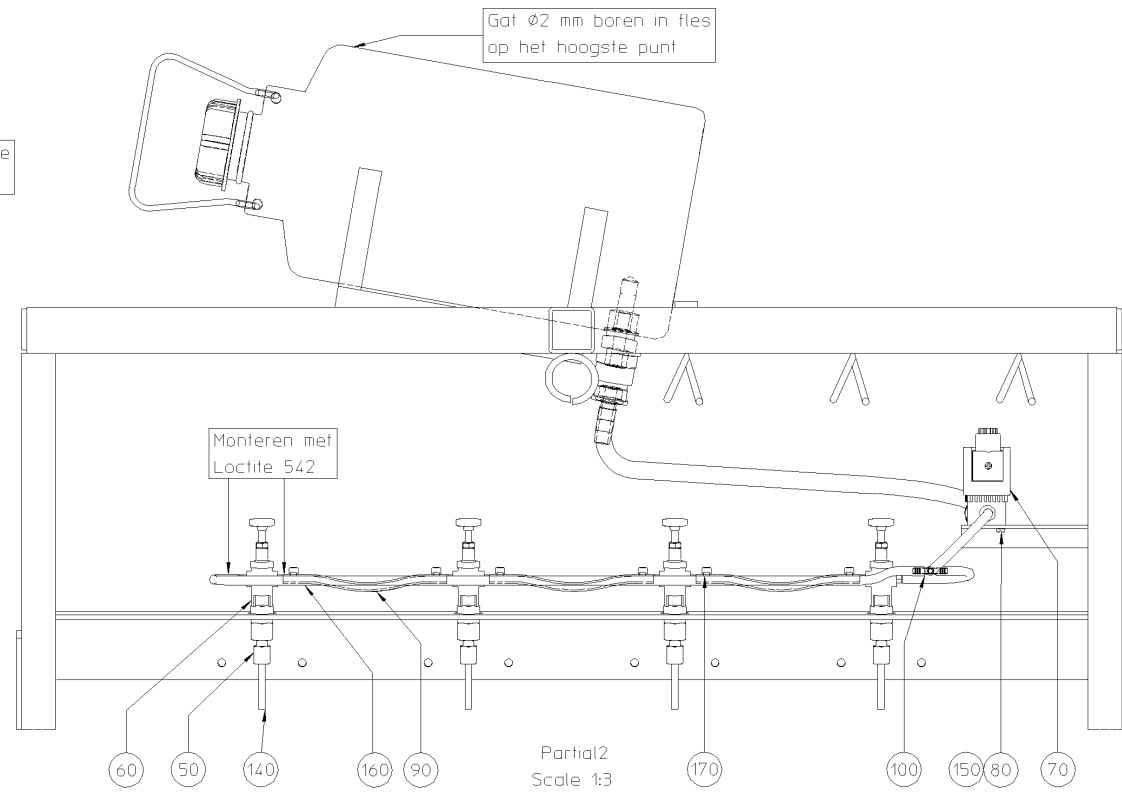 Gat Ø2 mm boren in fles
op het hoogste punt
e
Monteren met
Loctite 542
60
50
140
160
90
Partial2
Scale 1:3
170
100
150
80
70